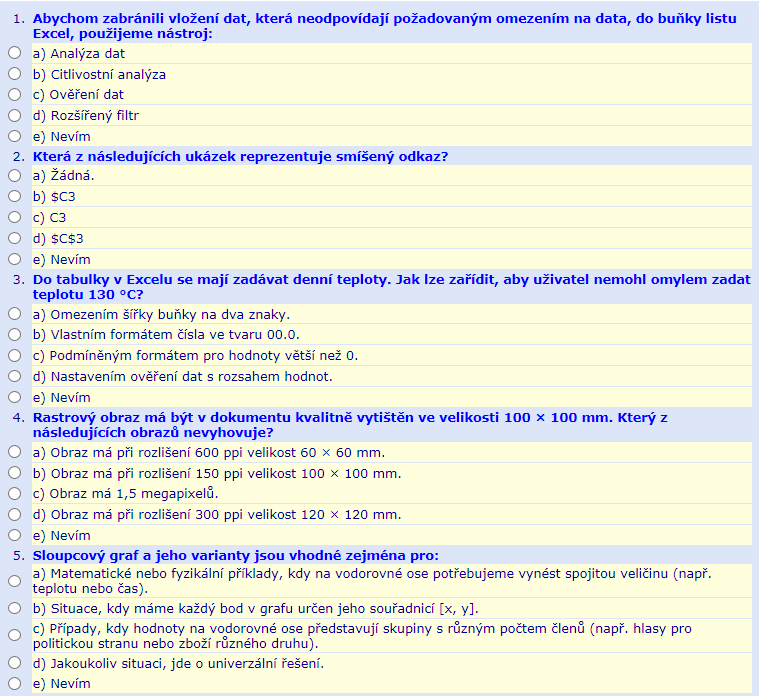 1. Abychom zabránili vložení dat, která neodpovídají požadovaným omezením na data, do buňky listu
Excel, použijeme nástroj:
a) Analýza dat
b) Citlivostní analýza
c) Ověření dat
d) Rozšířený filtr
e) Nevím
2. Která z následujících ukázek reprezentuje smíšený odkaz?
a) Žádná.
b) $C3
c) C3
d) $C$3
e) Nevím
3. Do tabulky v Excelu se mají zadávat denní teploty. Jak lze zařídit, aby uživatel nemohl omylem zadat
teplotu 130 °C?
a) Omezením šířky buňky na dva znaky.
b) Vlastním formátem čísla ve tvaru 00.0.
c) Podmíněným formátem pro hodnoty větší než 0.
d) Nastavením ověření dat s rozsahem hodnot.
e) Nevím
4. Rastrový obraz má být v dokumentu kvalitně vytištěn ve velikosti 100 × 100 mm. Který z
následujících obrazů nevyhovuje?
a) Obraz má při rozlišení 600 ppi velikost 60 × 60 mm.
b) Obraz má při rozlišení 150 ppi velikost 100 × 100 mm.
c) Obraz má 1,5 megapixelů.
d) Obraz má při rozlišení 300 ppi velikost 120 × 120 mm.
e) Nevím
5. Sloupcový graf a jeho varianty jsou vhodné zejména pro:
a) Matematické nebo fyzikální příklady, kdy na vodorovné ose potřebujeme vynést spojitou veličinu (např.
teplotu nebo čas).
b) Situace, kdy máme každý bod v grafu určen jeho souřadnicí [x, y].
c) Případy, kdy hodnoty na vodorovné ose představují skupiny s různým počtem členů (např. hlasy pro
politickou stranu nebo zboží různého druhu).
d) Jakoukoliv situaci, jde o univerzální řešení.
e) Nevím